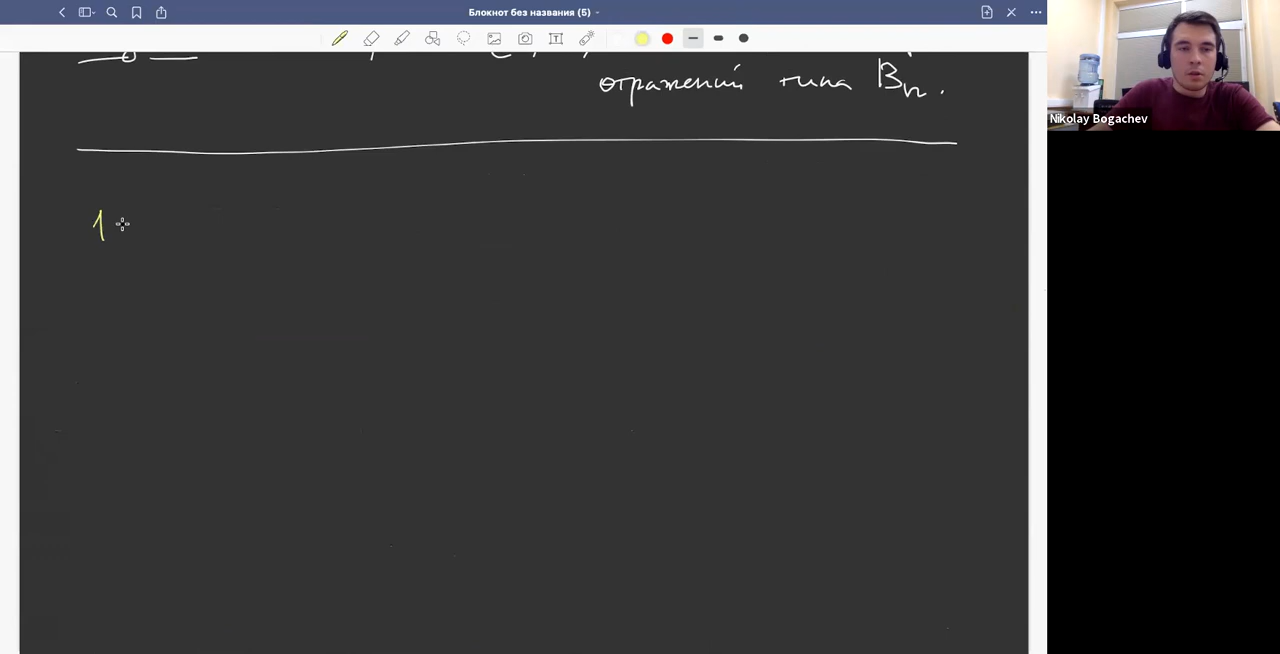 Блокнот без названия (5)
отражений типа Bn.
Nikolay Bogachev
1